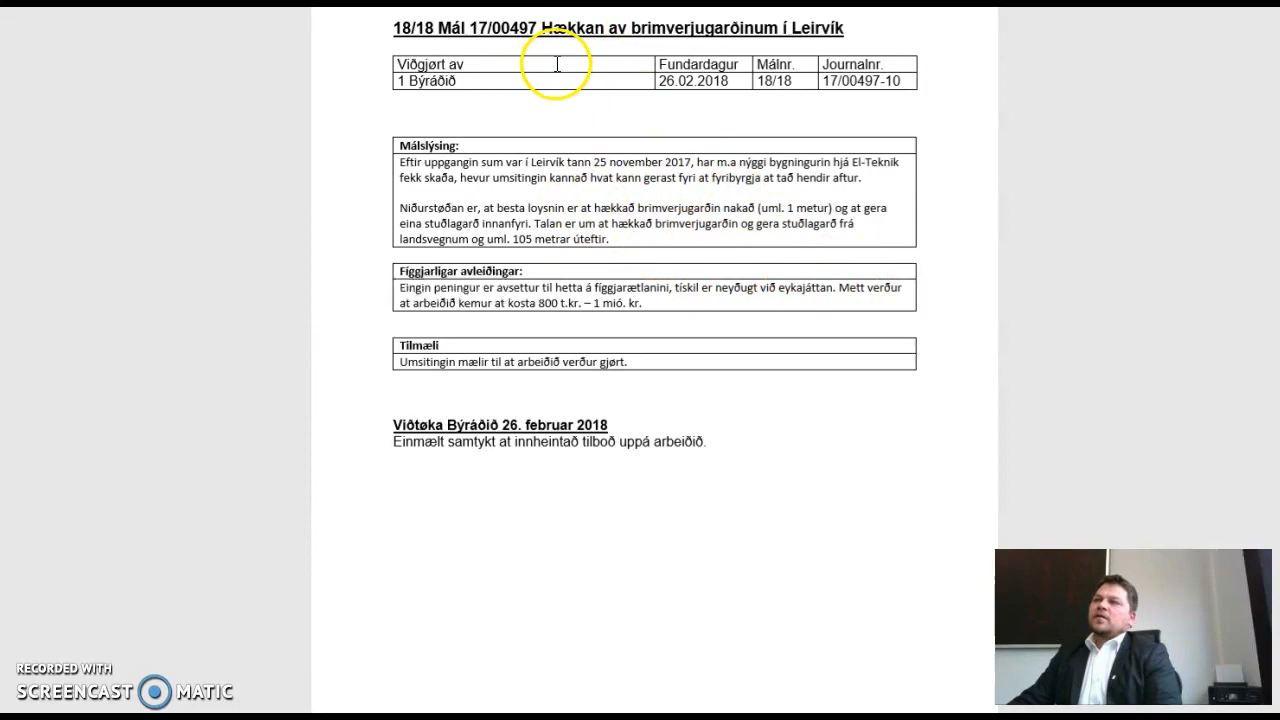 18/18 Mál 17/00497 Hækkan av brimverjugarðinum í Leirvík
Viðgjørt av Fundardagur Málnr. Journalnr.
1 Býráðið 26.02.2018 18/18 17/00497-10
Málslýsing:
Eftir uppgangin sum var í Leirvík tann 25 november 2017, har m.a nýggi bygningurin hjá El-Teknik
fekk skaða, hevur umsitingin kannað hvat kann gerast fyri at fyribyrgja at tað hendir aftur.
Niðurstøðan er, at besta loysnin er at hækkað brimverjugarðin nakað (uml. 1 metur) og at gera
eina stuðlagarð innanfyri. Talan er um at hækkað brimverjugarðin og gera stuðlagarð frá
landsvegnum og uml. 105 metrar úteftir.
Fíggjarligar avleiðingar:
Eingin peningur er avsettur til hetta á fíggjarætlanini, tískil er neyðugt við eykajáttan. Mett verður
at arbeiðið kemur at kosta 800 t.kr. – 1 mió. kr.
Tilmæli
Umsitingin mælir til at arbeiðið verður gjørt.
Viðtøka Býráðið 26. februar 2018
Einmælt samtykt at innheintað tilboð uppá arbeiðið.
RECORDED WITH
SCREENCAST MATIC